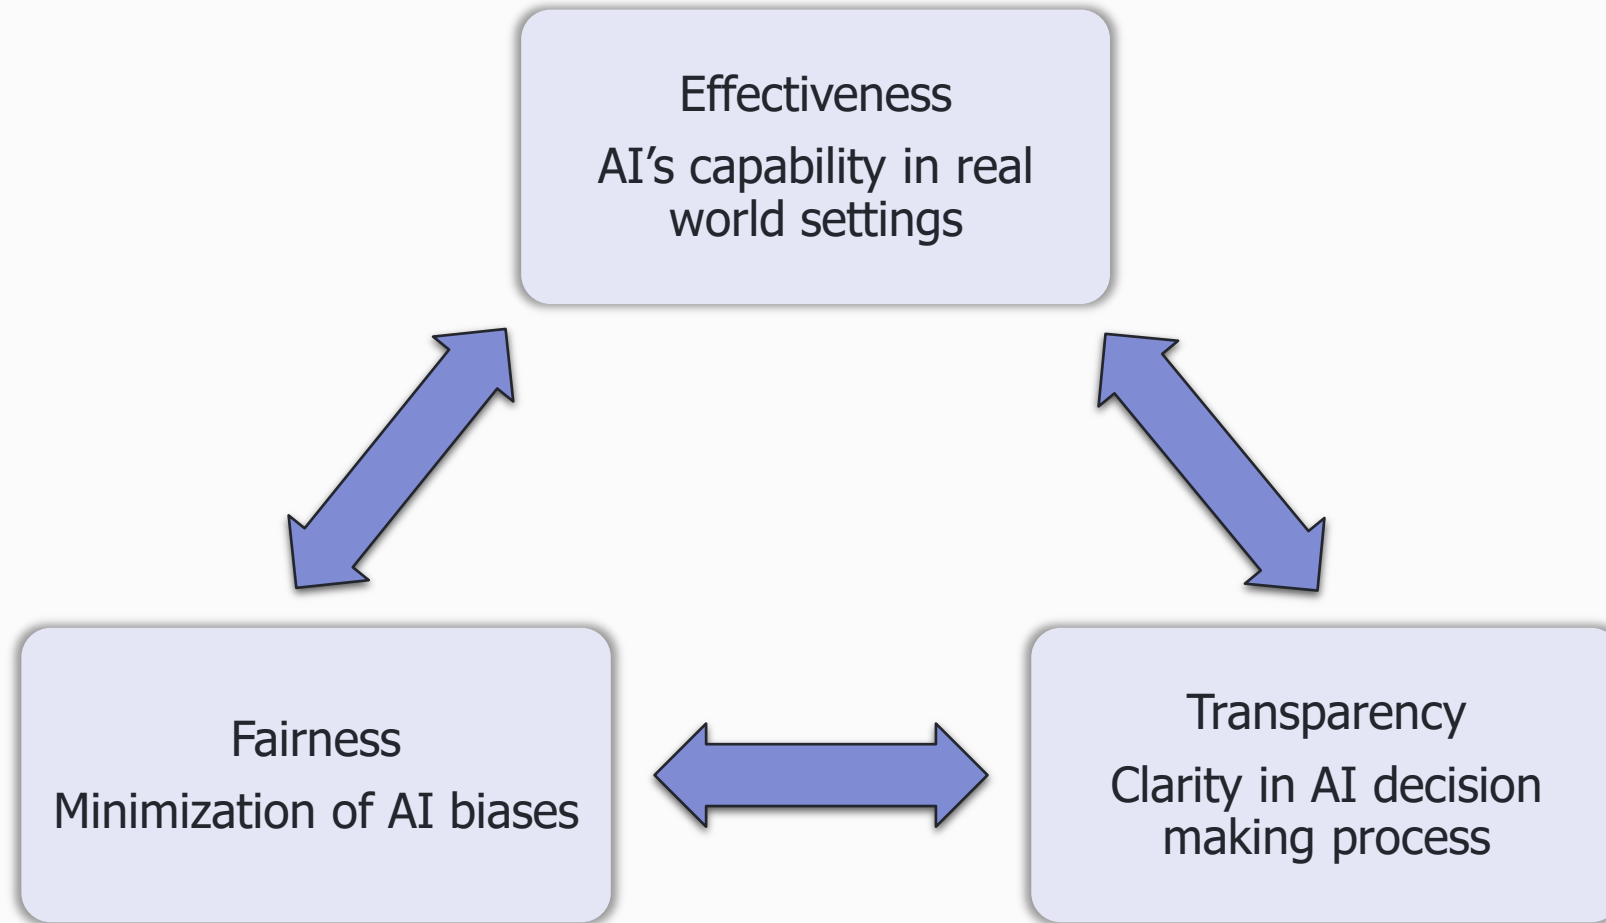 Effectiveness
AI’s capability in real
world settings
Fairness
Minimization of AI biases
Transparency
Clarity in AI decision
making process